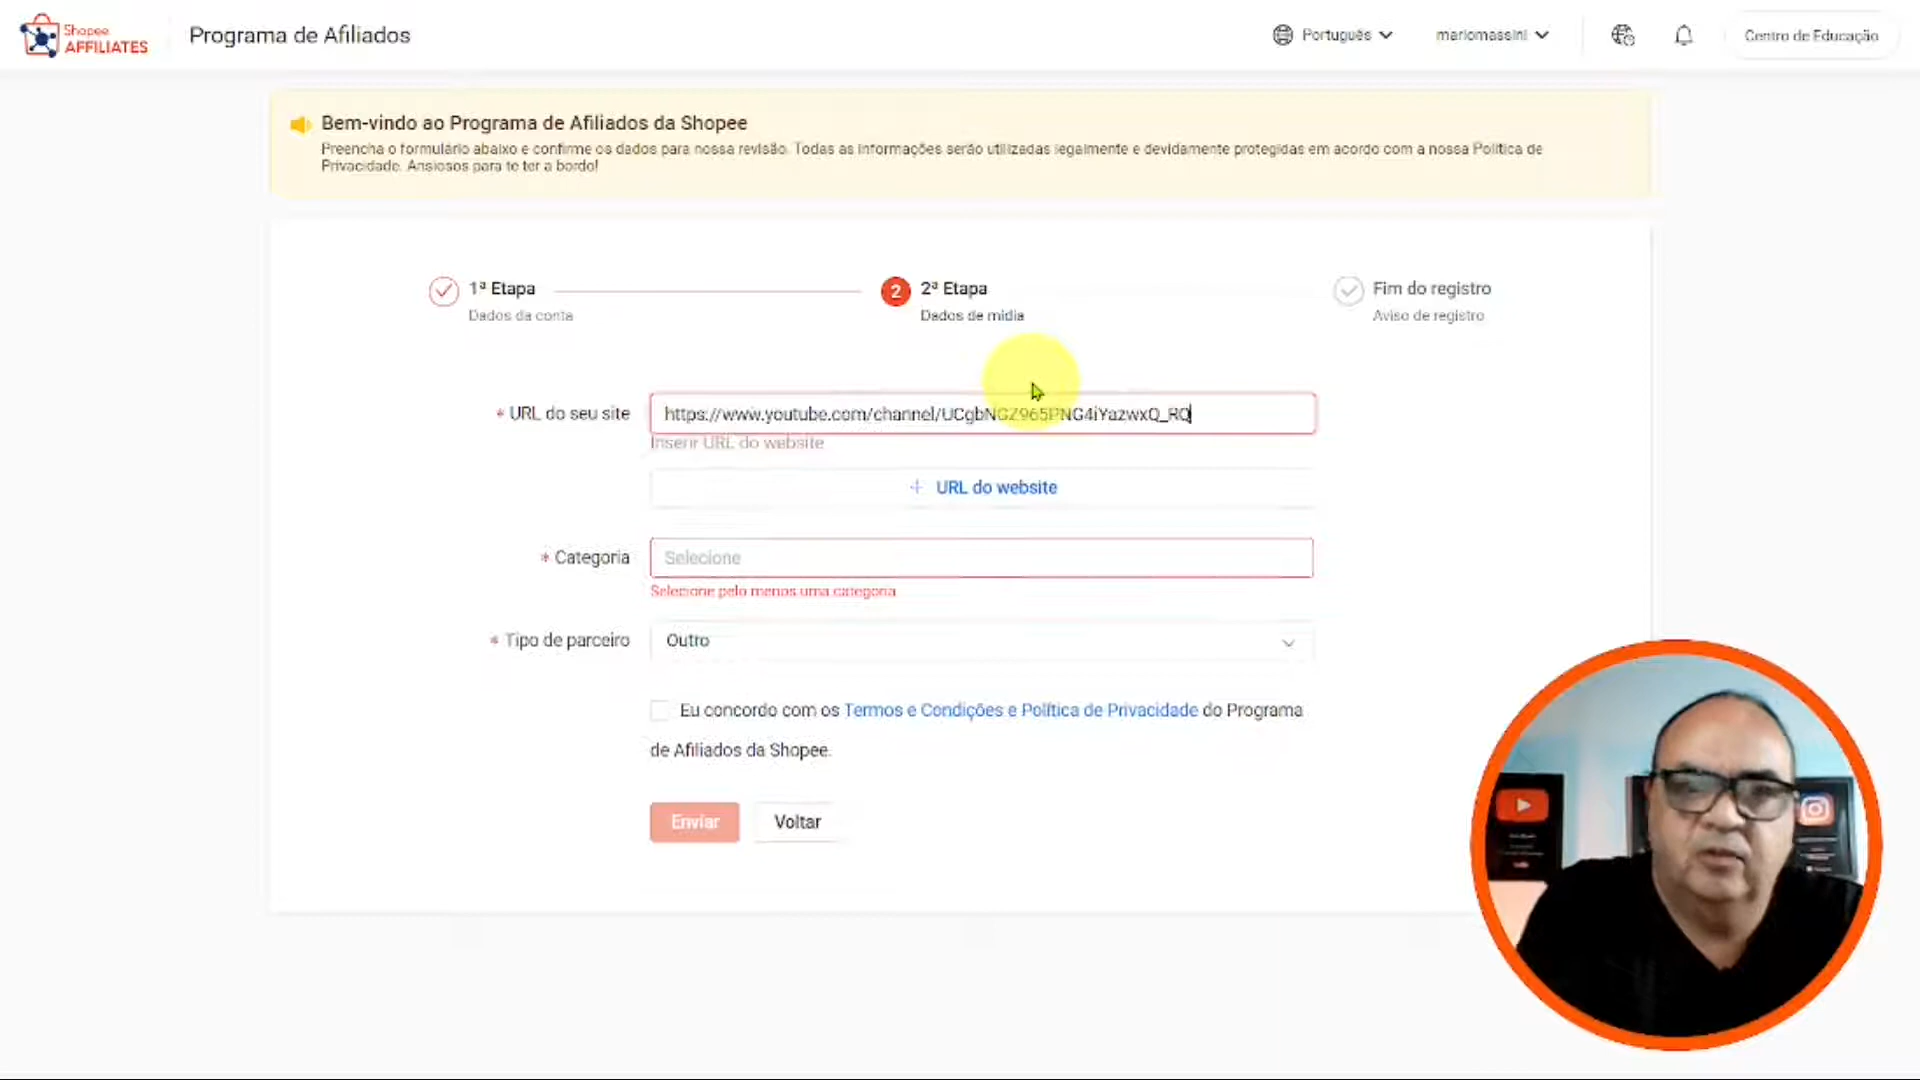 Shopee
AFFILIATES
Programa de Afiliados
Português
mariomassini
Centro de Educação
Bem-vindo ao Programa de Afiliados da Shopee
Preencha o formulário abaixo e confirme os dados para nossa revisão. Todas as informações serão utilizadas legalmente e devidamente protegidas em acordo com a nossa Política de
Privacidade. Ansiosos para te ter a bordo!
1ª Etapa
Dados da conta
2
2ª Etapa
Dados de mídia
Fim do registro
Aviso de registro
* URL do seu site
https://www.youtube.com/channel/UCgbNGZ965PNG4iYazwxQ_RQ
Inserir URL do website
+ URL do website
* Categoria
Selecione
Selecione pelo menos uma categoria
* Tipo de parceiro
Outro
Eu concordo com os Termos e Condições e Política de Privacidade do Programa
de Afiliados da Shopee.
Enviar
Voltar